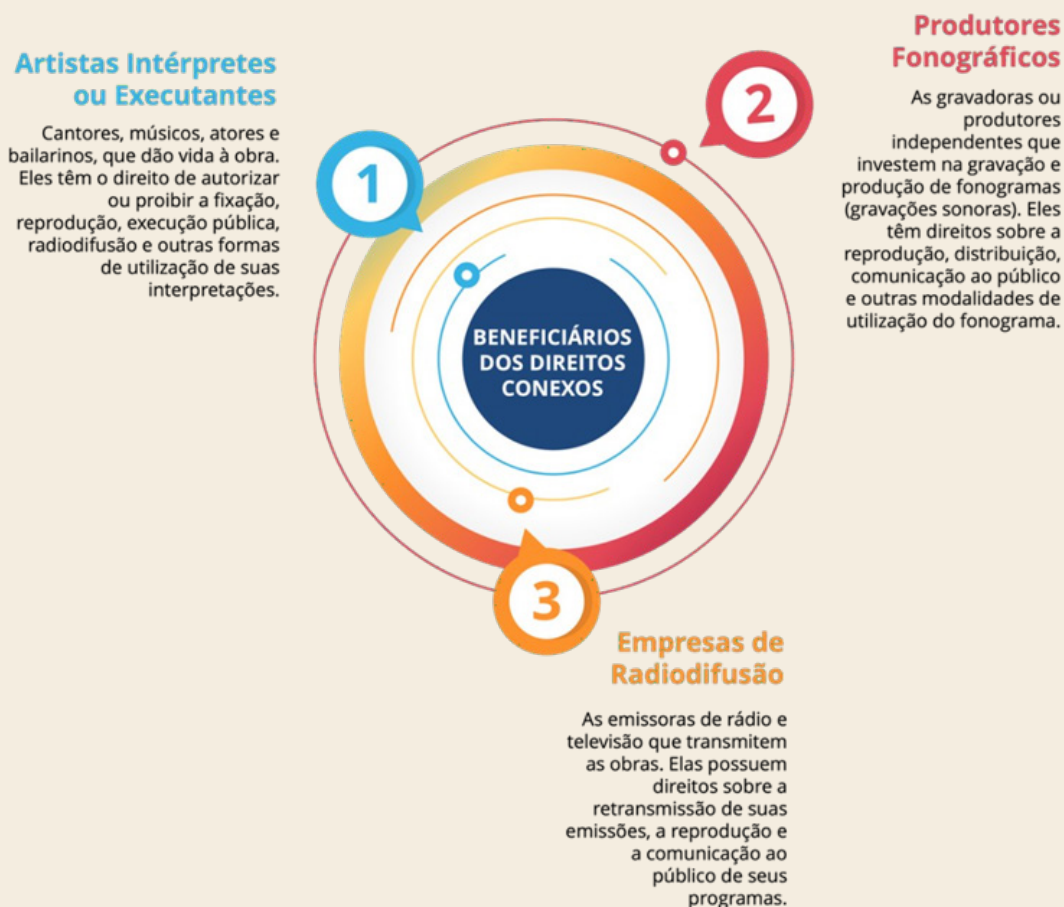 Artistas Intérpretes
ou Executantes
Cantores, músicos, atores e
bailarinos, que dão vida à obra.
Eles têm o direito de autorizar
ou proibir a fixação,
reprodução, execução pública,
radiodifusão e outras formas
de utilização de suas
interpretações.
1
2
Produtores
Fonográficos
As gravadoras ou
produtores
independentes que
investem na gravação e
produção de fonogramas
(gravações sonoras). Eles
têm direitos sobre a
reprodução, distribuição,
comunicação ao público
e outras modalidades de
utilização do fonograma.
BENEFICIÁRIOS
DOS DIREITOS
CONEXOS
3
Empresas de
Radiodifusão
As emissoras de rádio e
televisão que transmitem
as obras. Elas possuem
direitos sobre a
retransmissão de suas
emissões, a reprodução e
a comunicação ao
público de seus
programas.